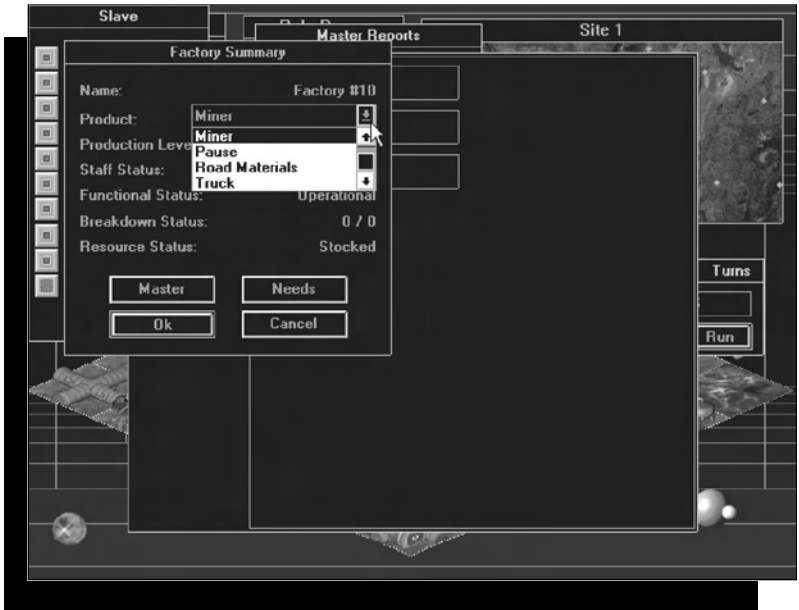 Slave
Master Reports
Site 1
Factory Summary
Name: Factory #10
Product: Miner
Miner
Production Leve
Pause
Staff Status:
Road Materials
Truck
Functional Status: Operational
Breakdown Status: 0 / 0
Resource Status: Stocked
Master Needs
Ok Cancel
Turns
Run